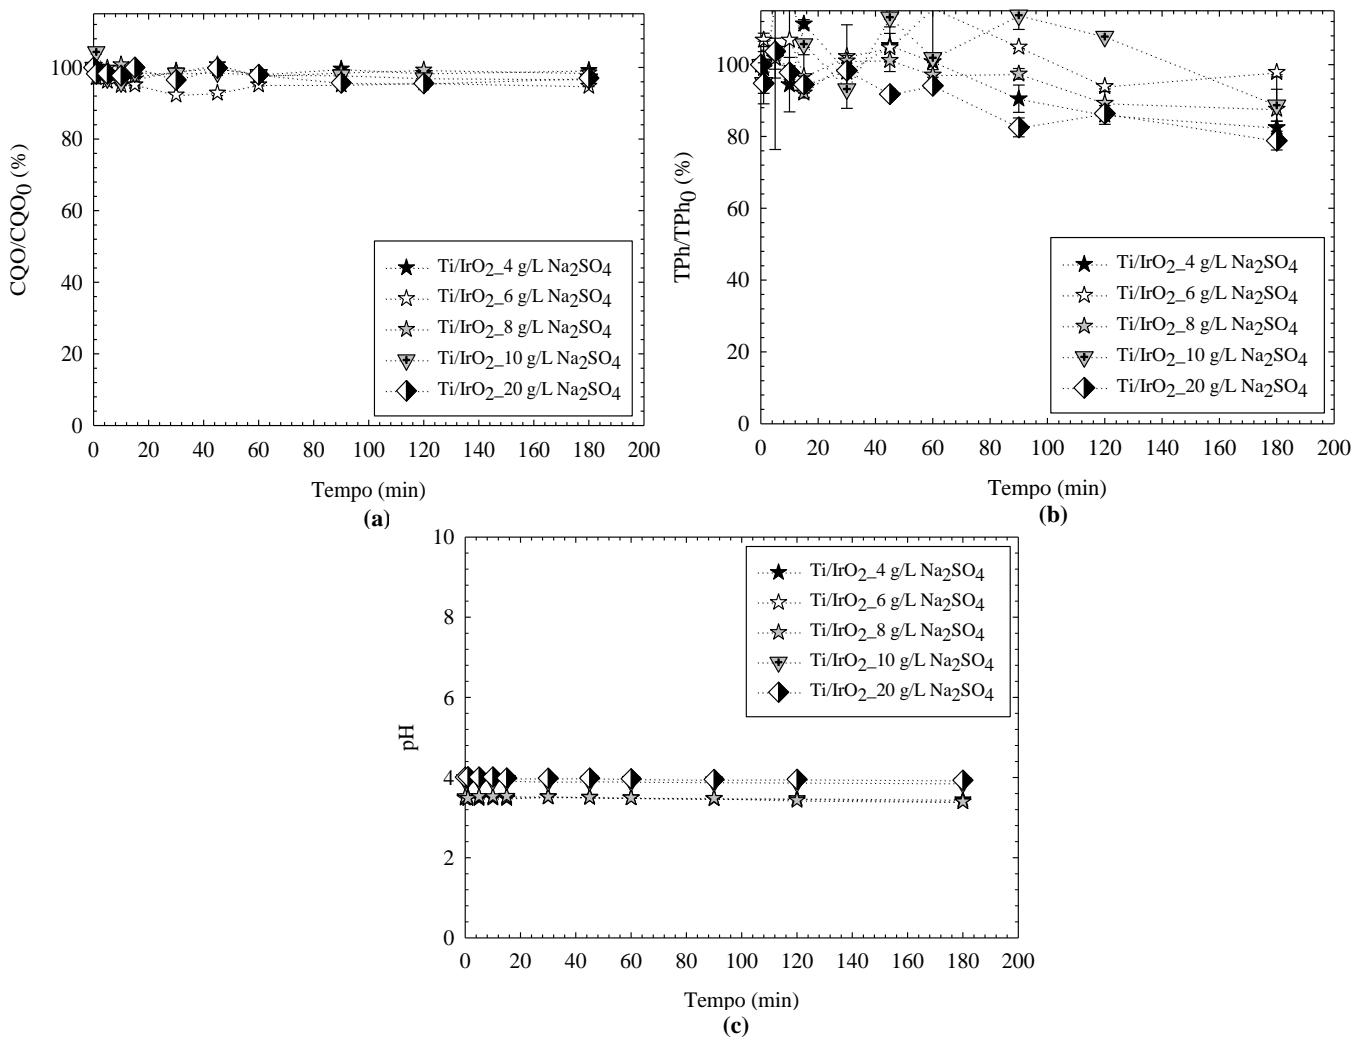 CQO/CQO0 (%)
100
80
60
40
20
0
Ti/IrO2_4 g/L Na2SO4
Ti/IrO2_6 g/L Na2SO4
Ti/IrO2_8 g/L Na2SO4
Ti/IrO2_10 g/L Na2SO4
Ti/IrO2_20 g/L Na2SO4
0 20 40 60 80 100 120 140 160 180 200
Tempo (min)
(a)
TPh/TPh0 (%)
100
80
60
40
20
0
Ti/IrO2_4 g/L Na2SO4
Ti/IrO2_6 g/L Na2SO4
Ti/IrO2_8 g/L Na2SO4
Ti/IrO2_10 g/L Na2SO4
Ti/IrO2_20 g/L Na2SO4
0 20 40 60 80 100 120 140 160 180 200
Tempo (min)
(b)
pH
10
8
6
4
2
0
Ti/IrO2_4 g/L Na2SO4
Ti/IrO2_6 g/L Na2SO4
Ti/IrO2_8 g/L Na2SO4
Ti/IrO2_10 g/L Na2SO4
Ti/IrO2_20 g/L Na2SO4
0 20 40 60 80 100 120 140 160 180 200
Tempo (min)
(c)